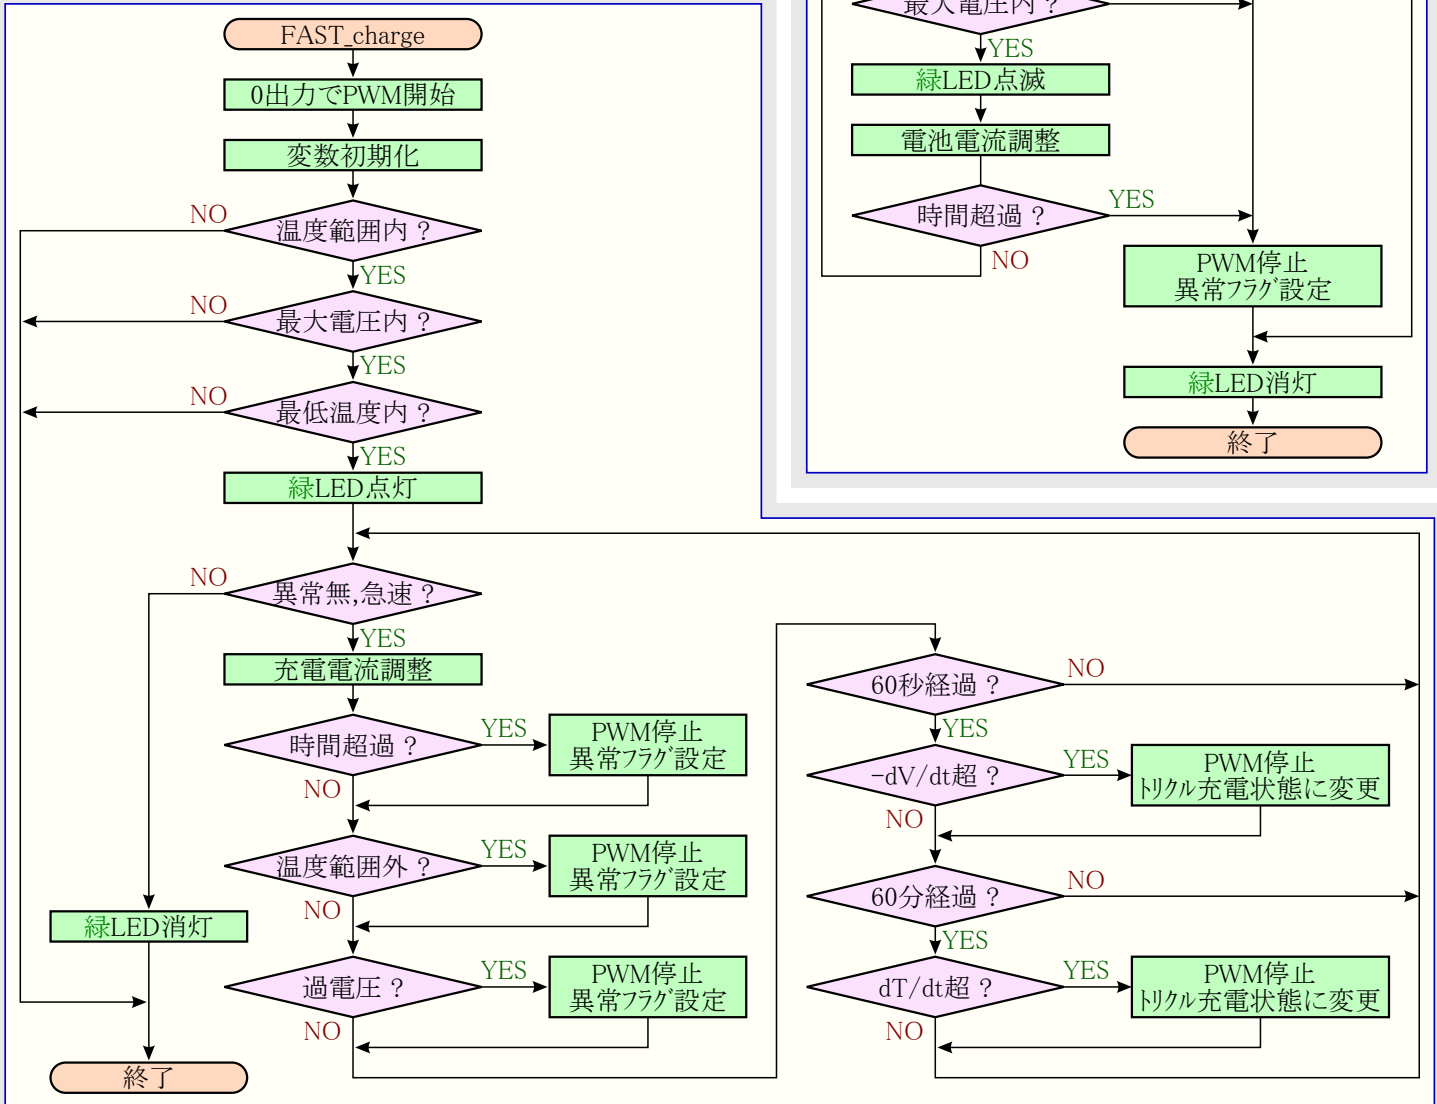 FAST_charge
0出力でPWM開始
変数初期化
温度範囲内 ?
NO
YES
最大電圧内 ?
NO
YES
最低温度内 ?
NO
YES
緑LED点灯
異常無,急速 ?
NO
YES
充電電流調整
時間超過 ?
YES
PWM停止
異常フラグ設定
NO
温度範囲外 ?
YES
PWM停止
異常フラグ設定
NO
過電圧 ?
YES
PWM停止
異常フラグ設定
NO
緑LED消灯
終了
60秒経過 ?
NO
YES
-dV/dt超 ?
YES
PWM停止
トリクル充電状態に変更
NO
60分経過 ?
NO
YES
dT/dt超 ?
YES
PWM停止
トリクル充電状態に変更
NO
最大電圧内 ?
YES
緑LED点滅
電池電流調整
時間超過 ?
YES
NO
PWM停止
異常フラグ設定
緑LED消灯
終了